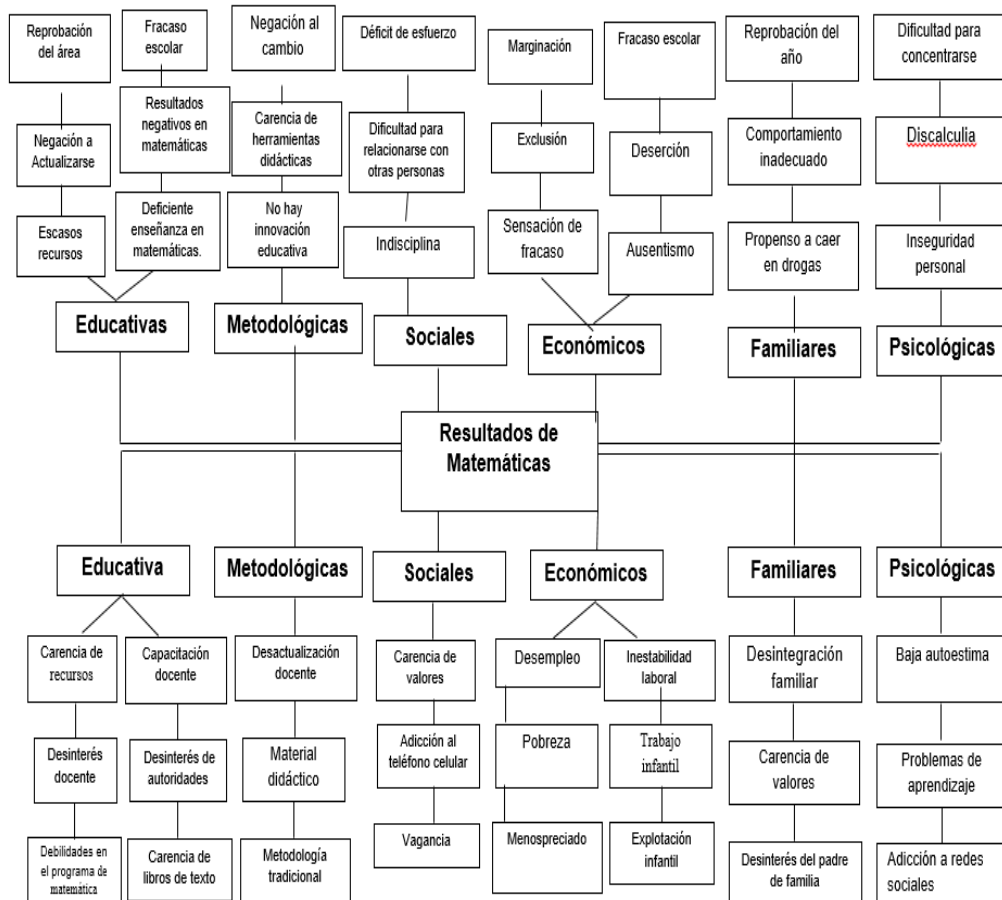 Reprobación
del área
Fracaso
escolar
Negación al
cambio
Déficit de esfuerzo
Marginación
Fracaso escolar
Reprobación del
año
Dificultad para
concentrarse
Negación a
Actualizarse
Resultados
negativos en
matemáticas
Carencia de
herramientas
didácticas
Dificultad para
relacionarse con
otras personas
Exclusión
Deserción
Comportamiento
inadecuado
Discalculia
Escasos
recursos
Deficiente
enseñanza en
matemáticas.
No hay
innovación
educativa
Indisciplina
Sensación de
fracaso
Ausentismo
Propenso a caer
en drogas
Inseguridad
personal
Educativas
Metodológicas
Sociales
Económicos
Familiares
Psicológicas
Resultados de
Matemáticas
Educativa
Metodológicas
Sociales
Económicos
Familiares
Psicológicas
Carencia de
recursos
Capacitación
docente
Desactualización
docente
Carencia de
valores
Desempleo
Inestabilidad
laboral
Desintegración
familiar
Baja autoestima
Desinterés
docente
Desinterés de
autoridades
Material
didáctico
Adicción al
teléfono celular
Pobreza
Trabajo
infantil
Carencia de
valores
Problemas de
aprendizaje
Debilidades en
el programa de
matemática
Carencia de
libros de texto
Metodología
tradicional
Vagancia
Menospreciado
Explotación
infantil
Desinterés del padre
de familia
Adicción a redes
sociales